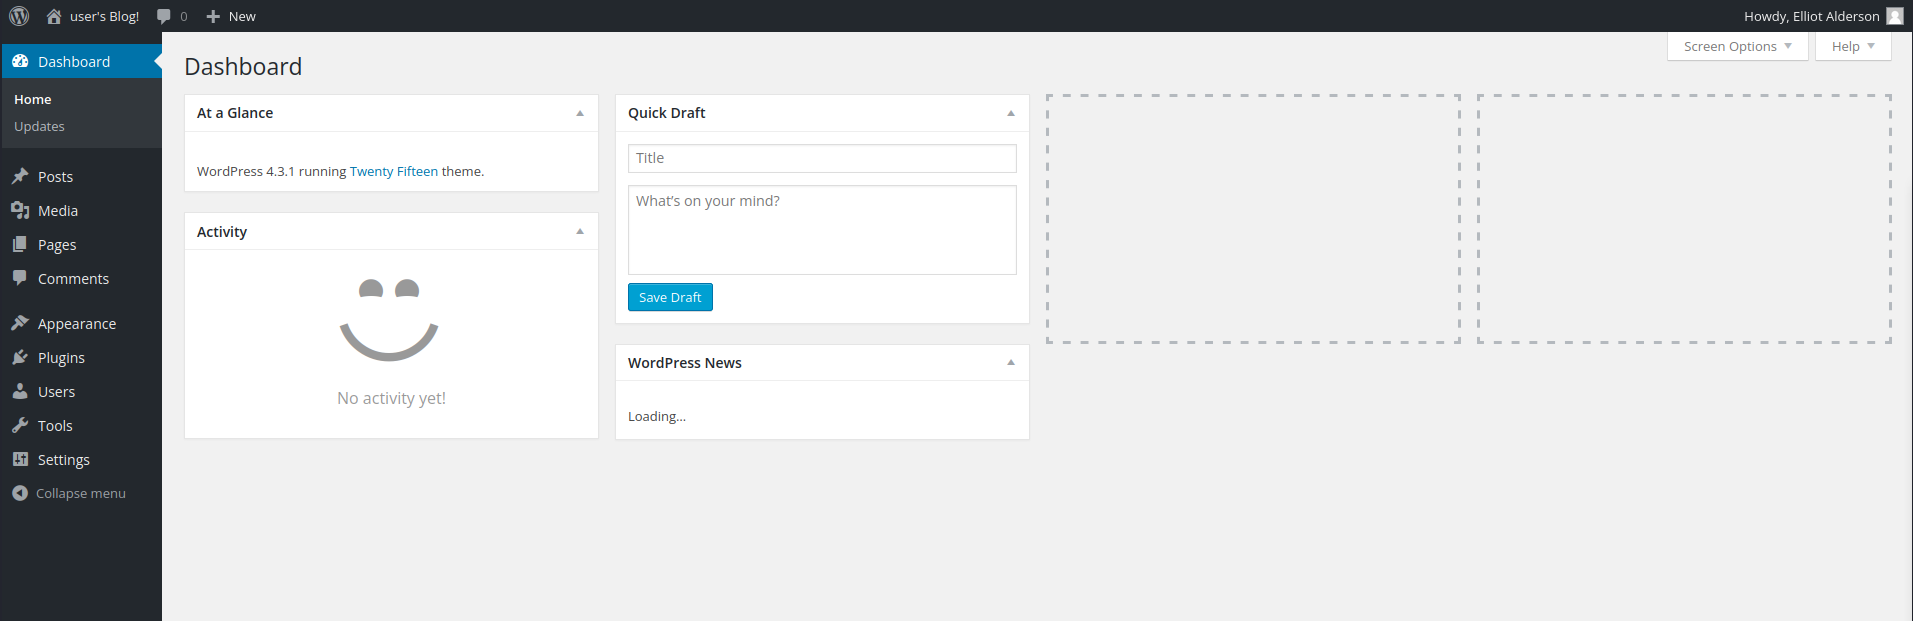 user's Blog! 0 New Howdy, Elliot Alderson
Screen Options Help
Dashboard
Home
Updates
Posts
Media
Pages
Comments
Appearance
Plugins
Users
Tools
Settings
Collapse menu
Dashboard
At a Glance
WordPress 4.3.1 running Twenty Fifteen theme.
Activity
No activity yet!
Quick Draft
Title
What's on your mind?
Save Draft
WordPress News
Loading...